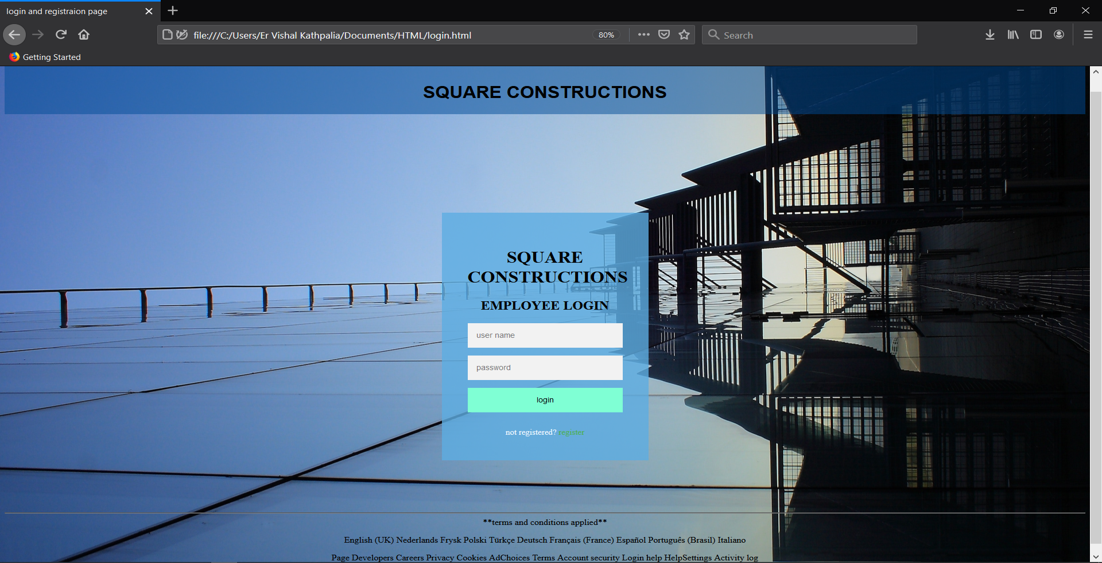 login and registraion page
file:///C:/Users/Er Vishal Kathpalia/Documents/HTML/login.html
80%
Search
Getting Started
SQUARE CONSTRUCTIONS
SQUARE
CONSTRUCTIONS
EMPLOYEE LOGIN
user name
password
login
not registered? register
**terms and conditions applied**
English (UK) Nederlands Frysk Polski Türkçe Deutsch Français (France) Español Português (Brasil) Italiano
Page Developers Careers Privacy Cookies AdChoices Terms Account security Login help HelpSettings Activity log